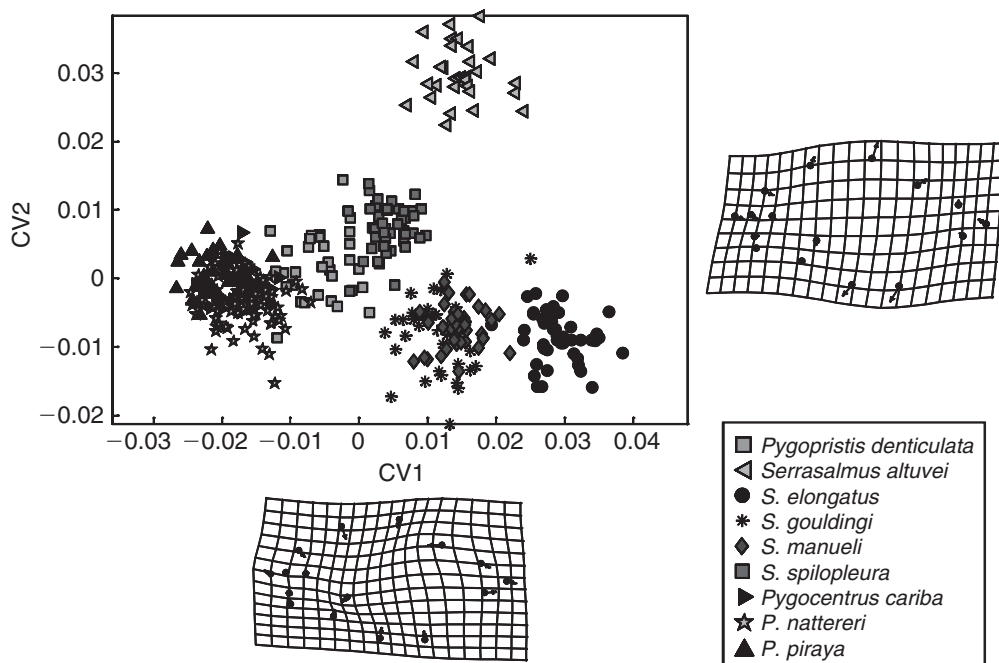 0.03
0.02
0.01
0
−0.01
−0.02
CV2
−0.03 −0.02 −0.01 0 0.01 0.02 0.03 0.04
CV1
Pygopristis denticulata
Serrasalmus altuvei
S. elongatus
S. gouldingi
S. manueli
S. spilopleura
Pygocentrus cariba
P. nattereri
P. piraya